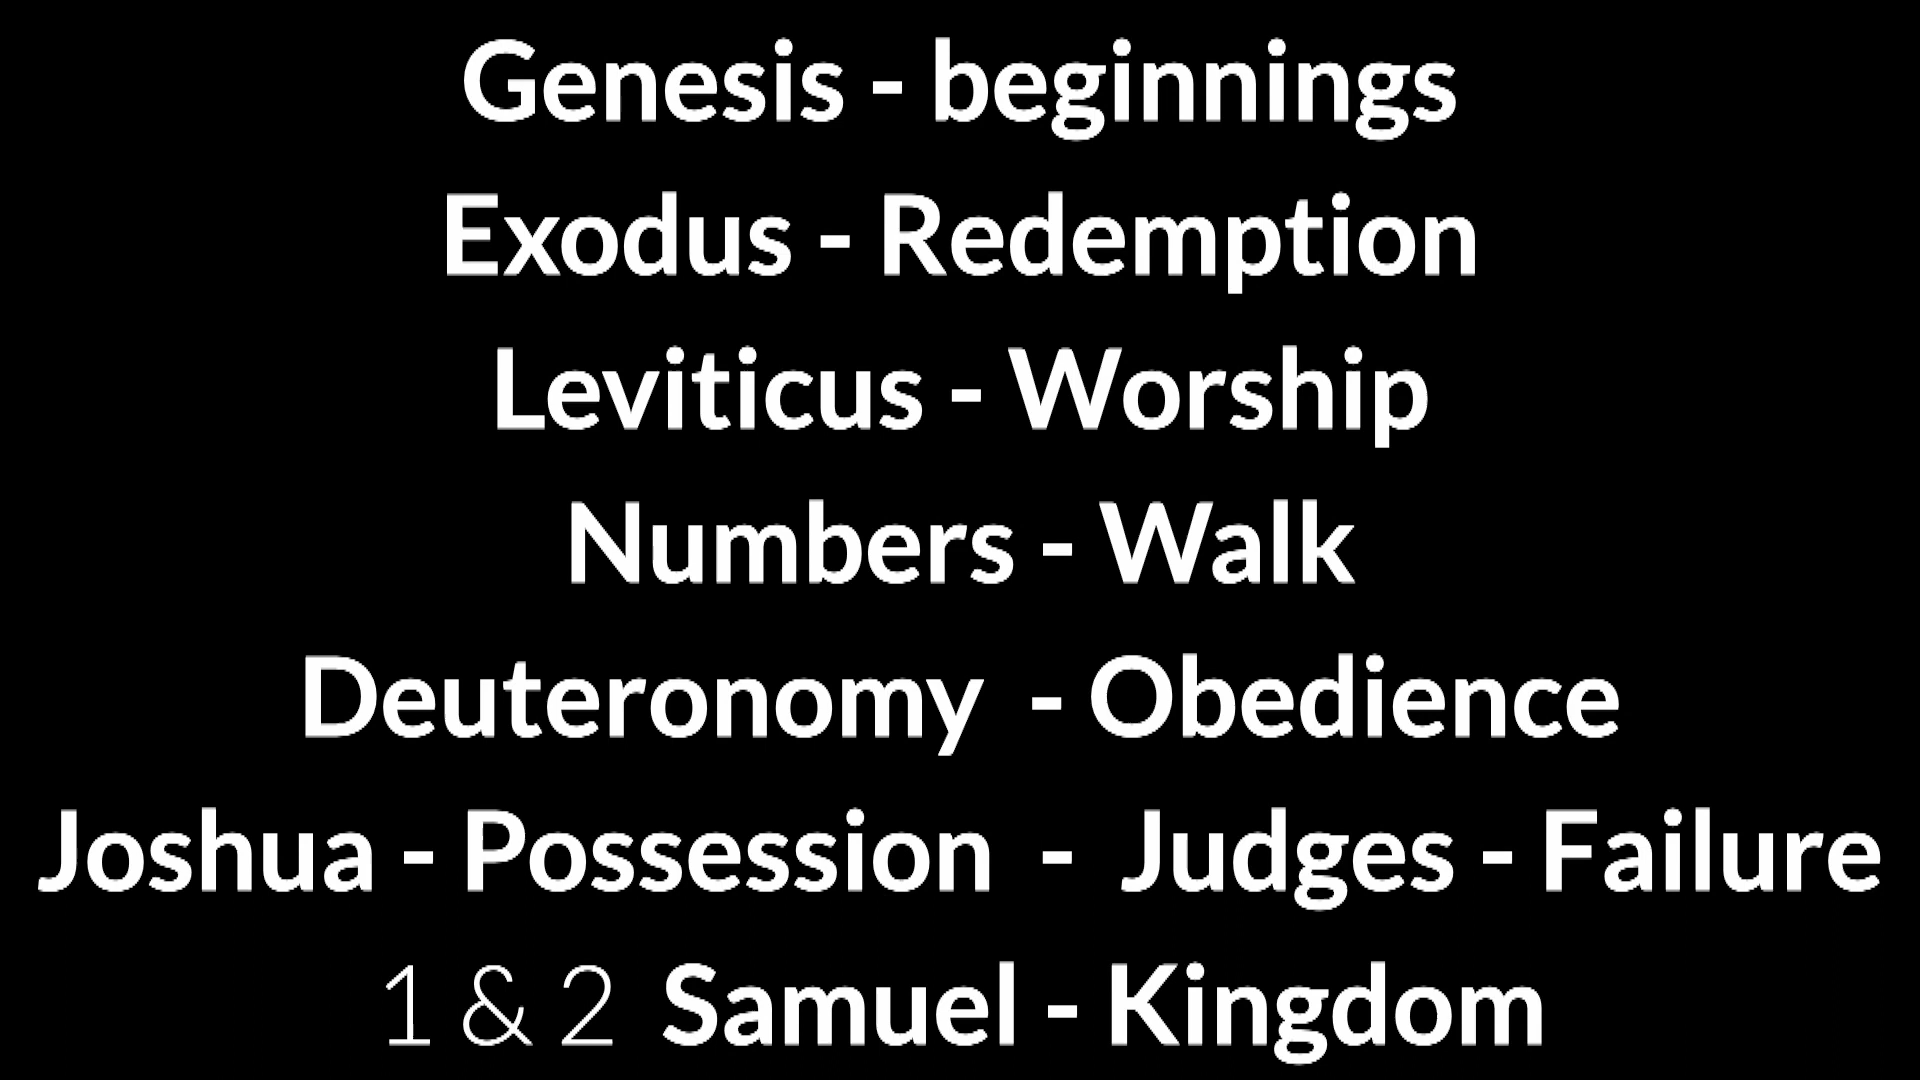 Genesis - beginnings
Exodus - Redemption
Leviticus - Worship
Numbers - Walk
Deuteronomy  - Obedience
Joshua - Possession  -  Judges - Failure
1 & 2  Samuel - Kingdom